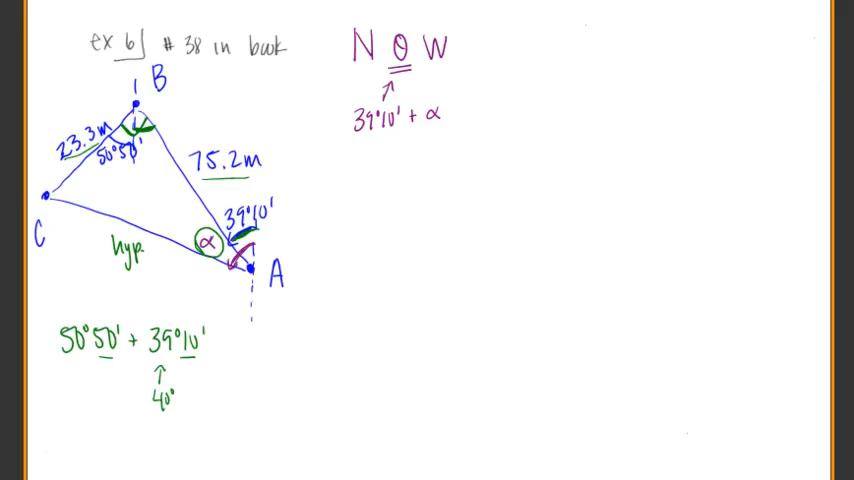 ex 6] # 38 in book
N θ W
39°10' + α
B
23.3m
50°50'
75.2m
39°10'
C
hyp.
α
A
50°50' + 39°10'
40°